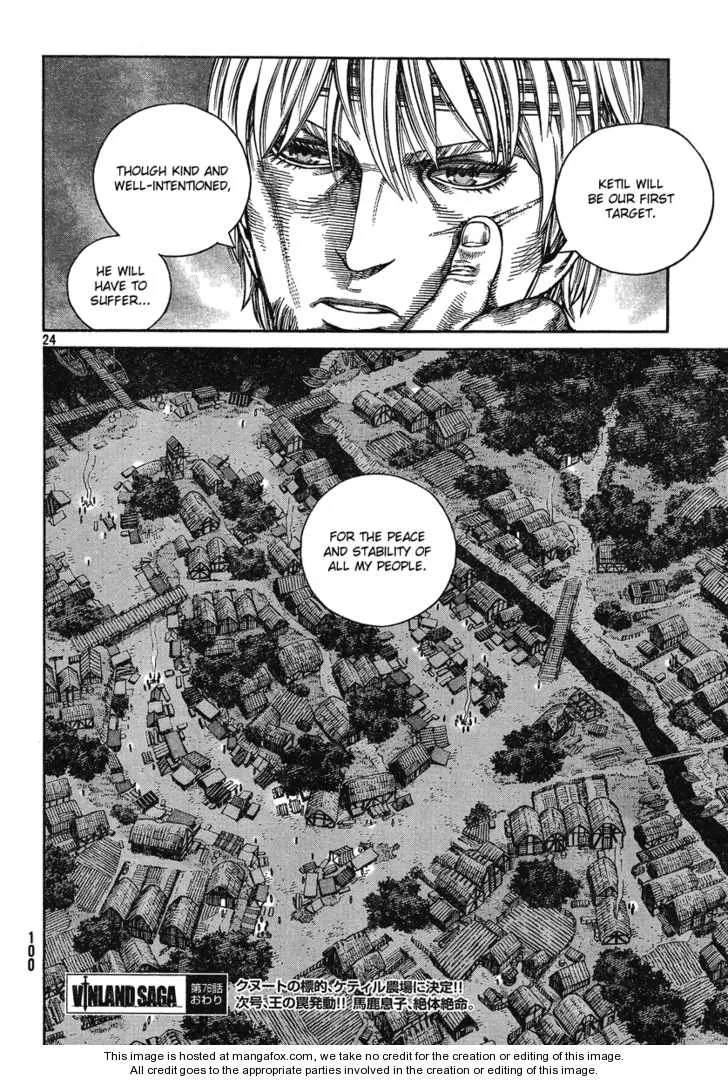 KETIL WILL
BE OUR FIRST
TARGET.
THOUGH KIND AND
WELL-INTENTIONED,
HE WILL
HAVE TO
SUFFER...
24
FOR THE PEACE
AND STABILITY OF
ALL MY PEOPLE.
100
VINLAND SAGA
第76話
おわり
クヌートの標的、ケティル農場に決定!!
次号、王の罠発動!! 馬鹿息子、絶体絶命。
This image is hosted at mangafox.com, we take no credit for the creation or editing of this image.
All credit goes to the appropriate parties involved in the creation or editing of this image.